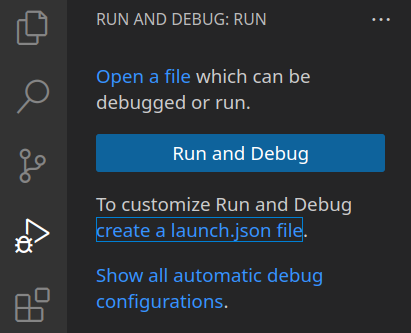 RUN AND DEBUG: RUN
Open a file which can be
debugged or run.
Run and Debug
To customize Run and Debug
create a launch.json file.
Show all automatic debug
configurations.